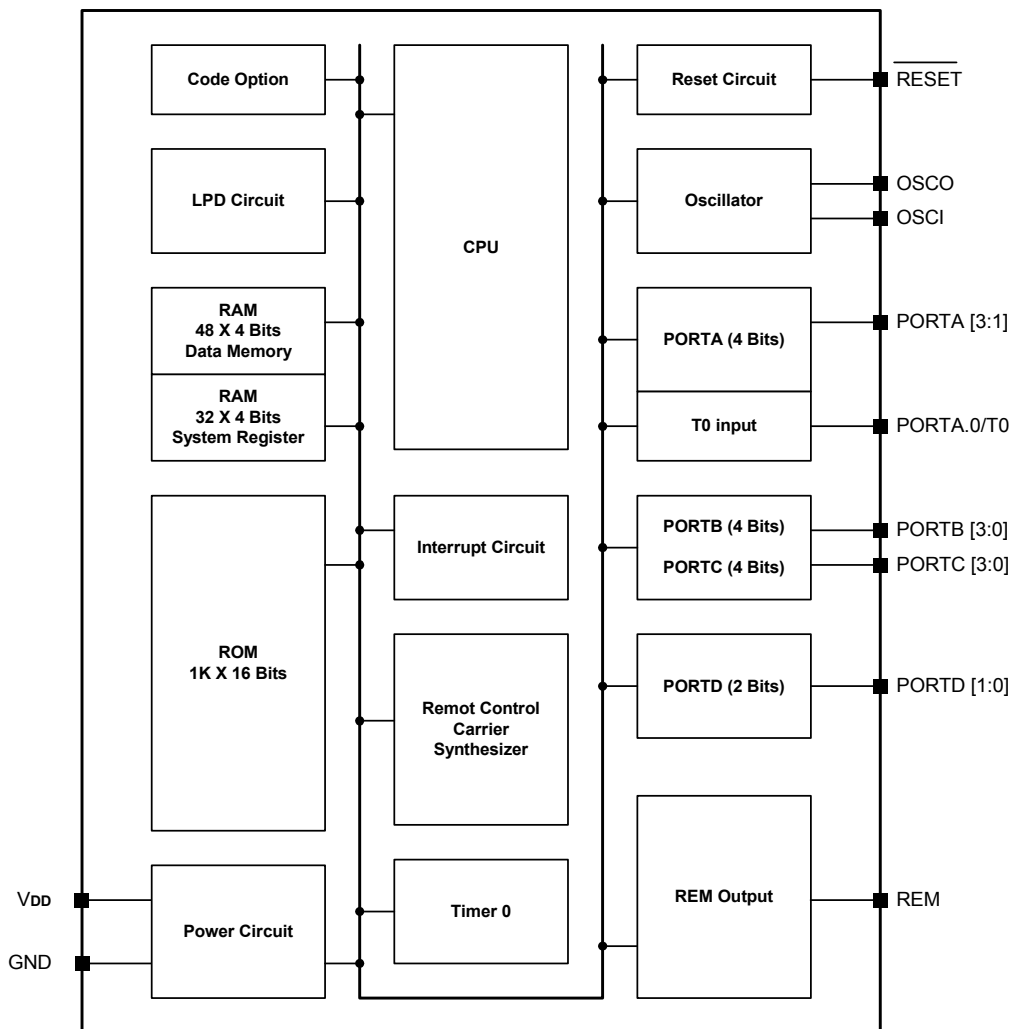 Code Option
LPD Circuit
RAM
48 X 4 Bits
Data Memory
RAM
32 X 4 Bits
System Register
ROM
1K X 16 Bits
VDD
GND
Power Circuit
CPU
Interrupt Circuit
Remot Control
Carrier
Synthesizer
Timer 0
Reset Circuit
RESET
Oscillator
OSCO
OSCI
PORTA (4 Bits)
PORTA [3:1]
T0 input
PORTA.0/T0
PORTB (4 Bits)
PORTB [3:0]
PORTC (4 Bits)
PORTC [3:0]
PORTD (2 Bits)
PORTD [1:0]
REM Output
REM